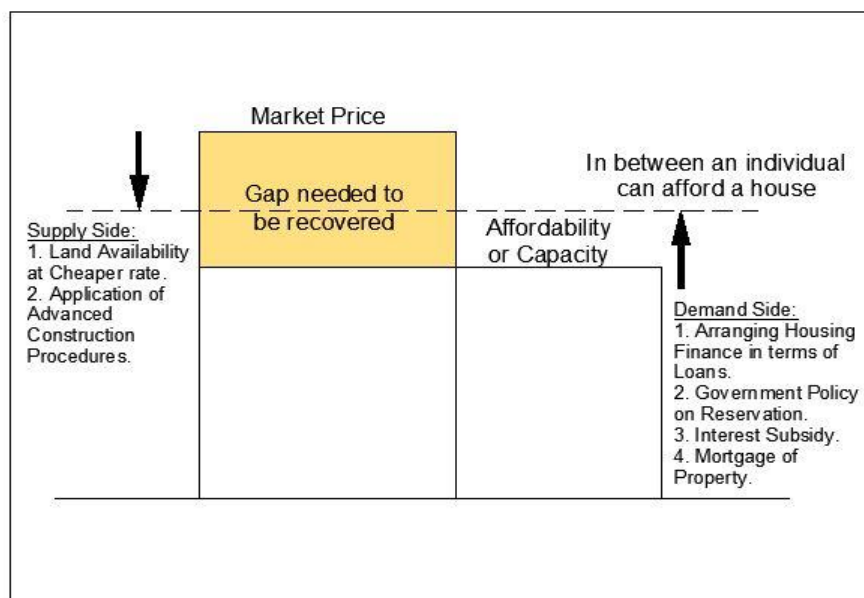 Market Price
Gap needed to
be recovered
In between an individual
can afford a house
Supply Side:
1. Land Availability
at Cheaper rate.
2. Application of
Advanced
Construction
Procedures.
Affordability
or Capacity
Demand Side:
1. Arranging Housing
Finance in terms of
Loans.
2. Government Policy
on Reservation.
3. Interest Subsidy.
4. Mortgage of
Property.